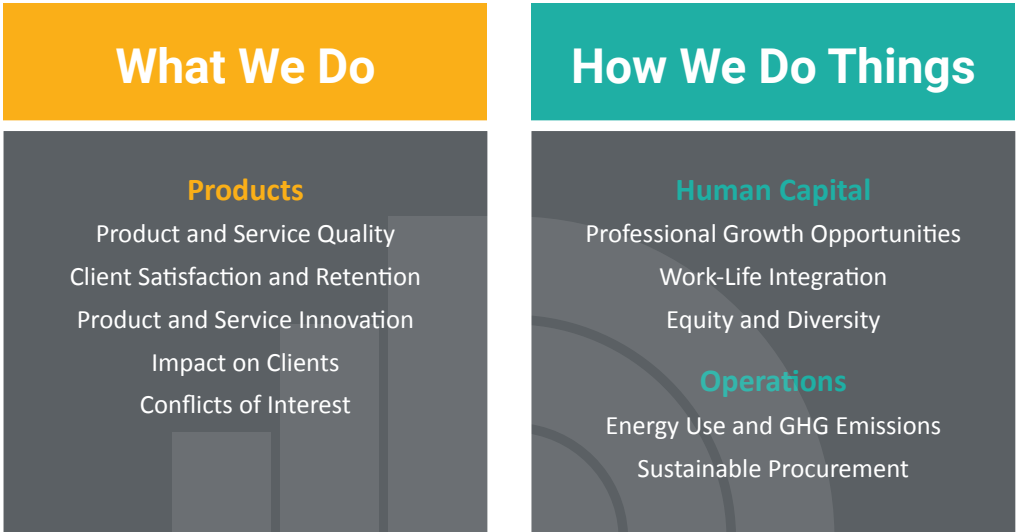 What We Do
Products
Product and Service Quality
Client Satisfaction and Retention
Product and Service Innovation
Impact on Clients
Conflicts of Interest
How We Do Things
Human Capital
Professional Growth Opportunities
Work-Life Integration
Equity and Diversity
Operations
Energy Use and GHG Emissions
Sustainable Procurement